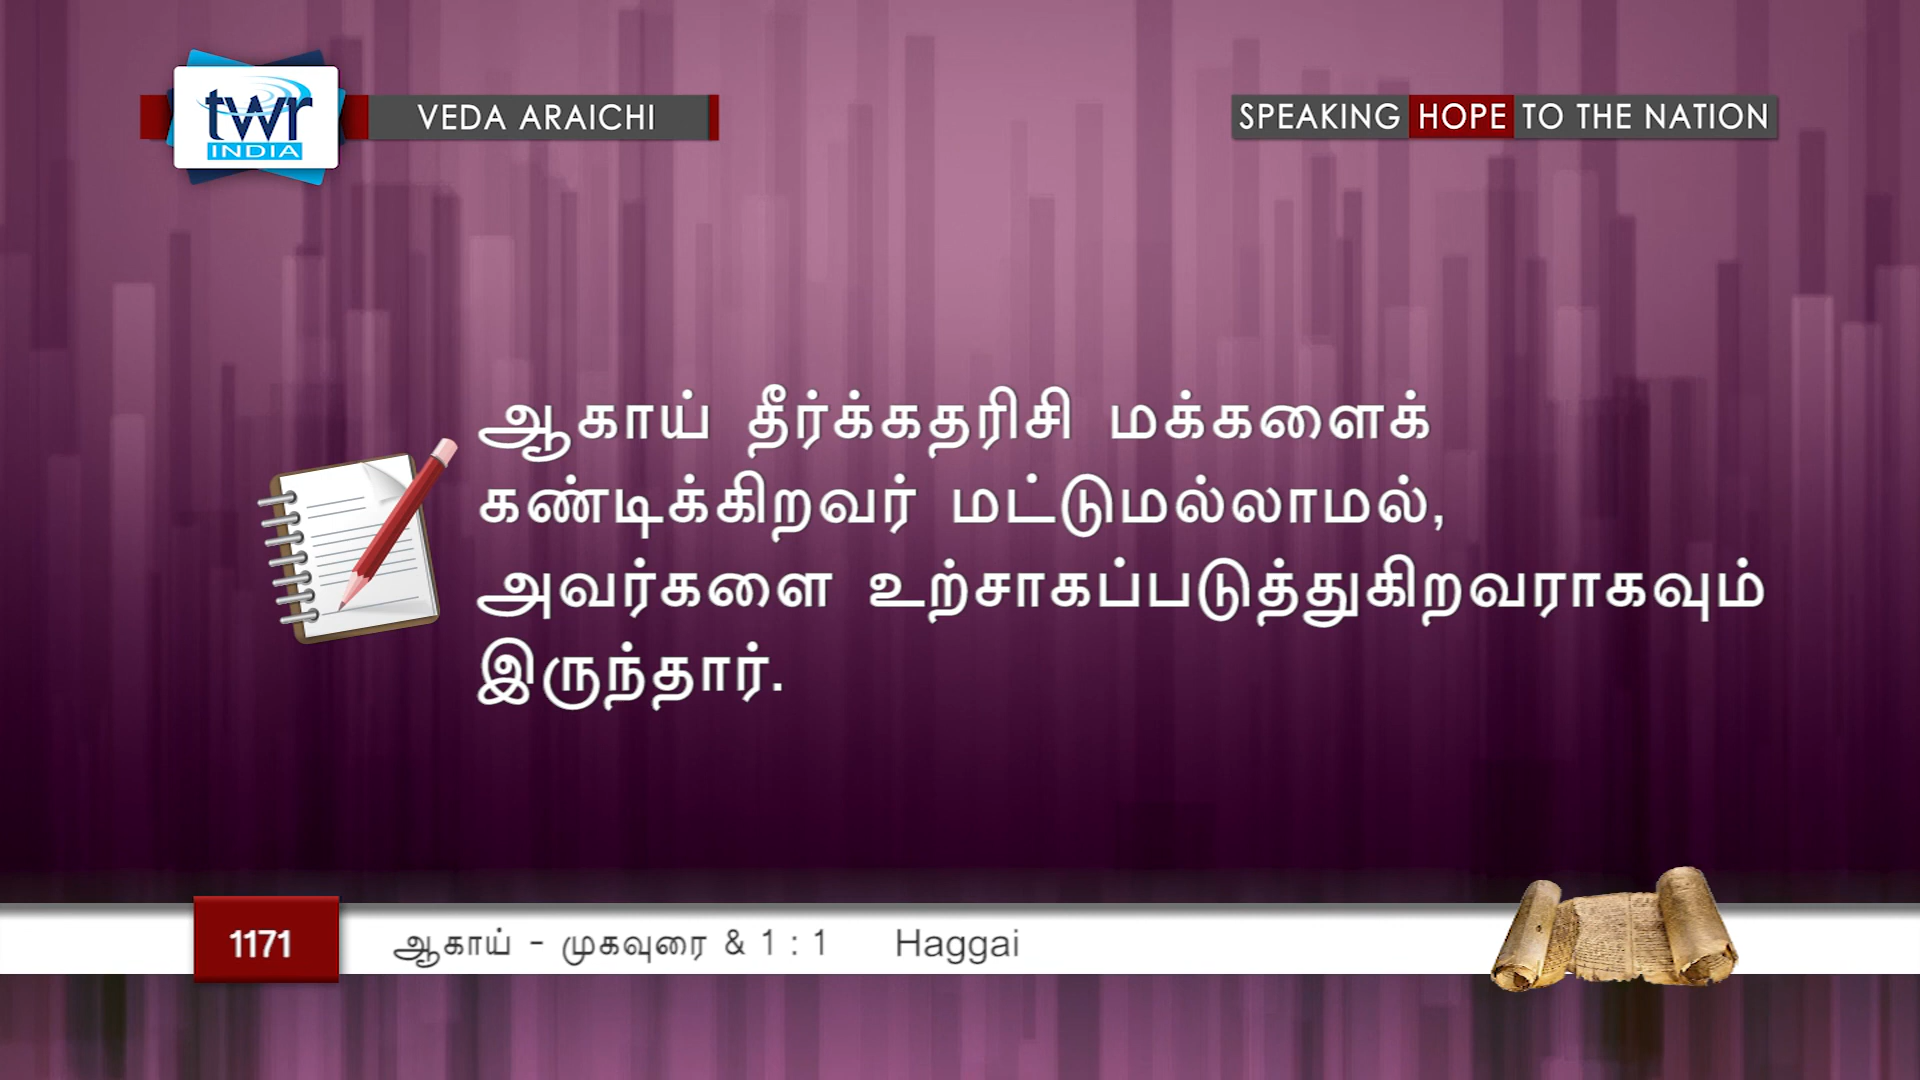 twr
INDIA
VEDA ARAICHI
SPEAKING HOPE TO THE NATION
ஆகாய் தீர்க்கதரிசி மக்களைக்
கண்டிக்கிறவர் மட்டுமல்லாமல்,
அவர்களை உற்சாகப்படுத்துகிறவராகவும்
இருந்தார்.
1171
ஆகாய் - முகவுரை & 1 : 1 Haggai